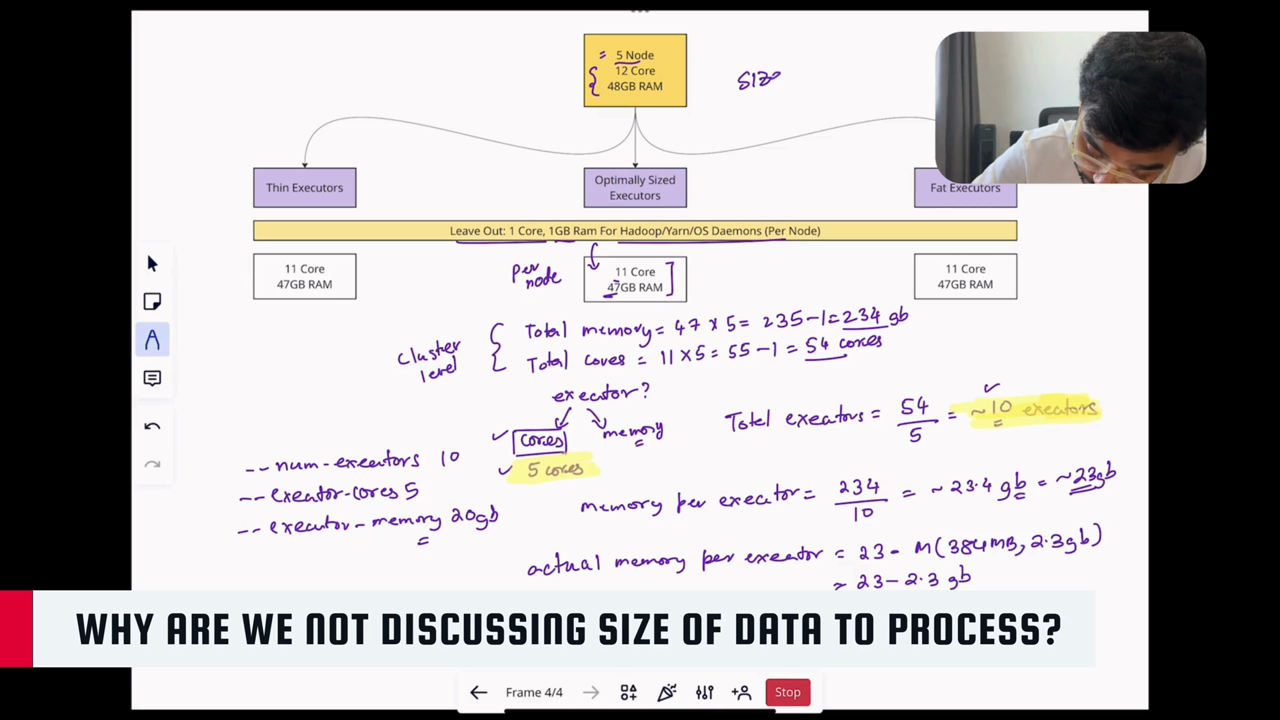 = 5 Node
{ 12 Core
48GB RAM
size
Thin Executors
Optimally Sized
Executors
Fat Executors
Leave Out: 1 Core, 1GB Ram For Hadoop/Yarn/OS Daemons (Per Node)
11 Core
47GB RAM
Per
node
11 Core
47GB RAM
11 Core
47GB RAM
cluster
level
Total memory = 47 x 5 = 235-1 = 234 gb
Total cores = 11 x 5 = 55-1 = 54 cores
executor?
cores
memory
5 cores
Total executors = 54/5 = ~10 executors
--num-executors 10
--executor-cores 5
--executor-memory 20gb
memory per executor = 234/10 = ~23.4 gb = ~23gb
actual memory per executor = 23 - M(384MB, 2.3gb)
= 23 - 2.3 gb
WHY ARE WE NOT DISCUSSING SIZE OF DATA TO PROCESS?
Frame 4/4
Stop